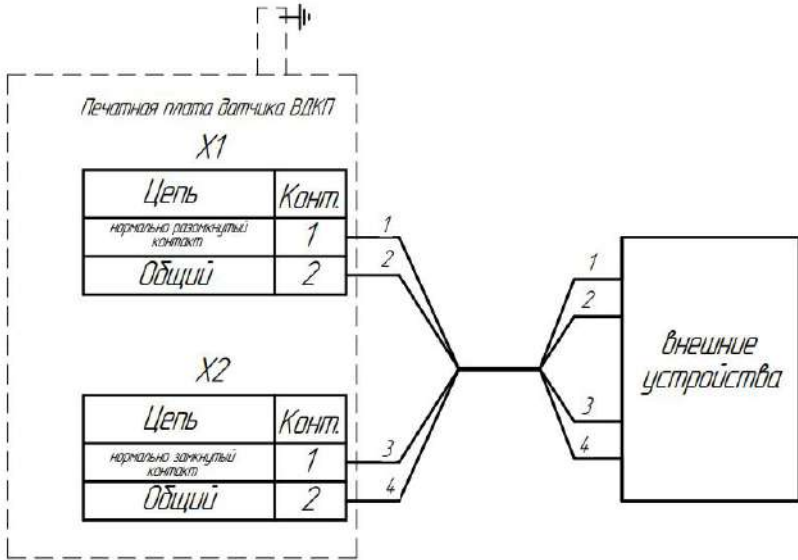 Печатная плата датчика ВДКП
X1
Цепь Конт.
нормально разомкнутый
контакт
1
Общий 2
1
2
X2
Цепь Конт.
нормально замкнутый
контакт
1
Общий 2
3
4
1
2
3
4
внешние
устройства